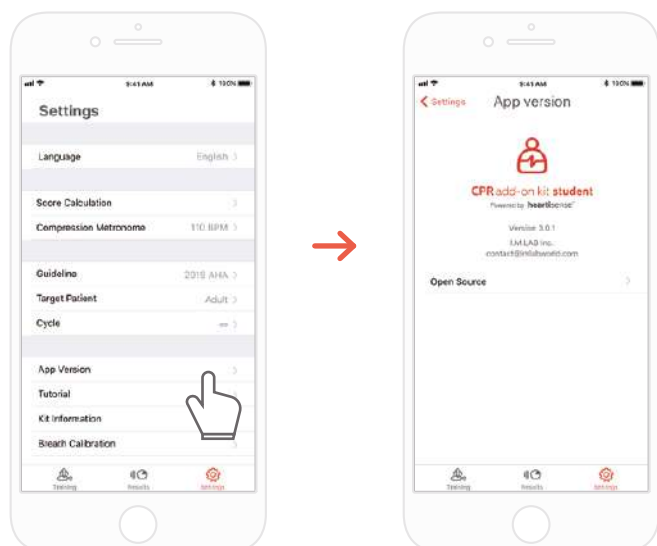 9:41 AM
100%
Settings
Language
English
Score Calculation
Compression Metronome
110 BPM
Guideline
2015 AHA
Target Patient
Adult
Cycle
∞
App Version
Tutorial
Kit Information
Breath Calibration
Training
Results
Settings
9:41 AM
100%
Settings
App version
CPR add-on kit student
Powered by heartisense™
Version 3.0.1
I.M.LAB Inc.
contact@imlabworld.com
Open Source
Training
Results
Settings